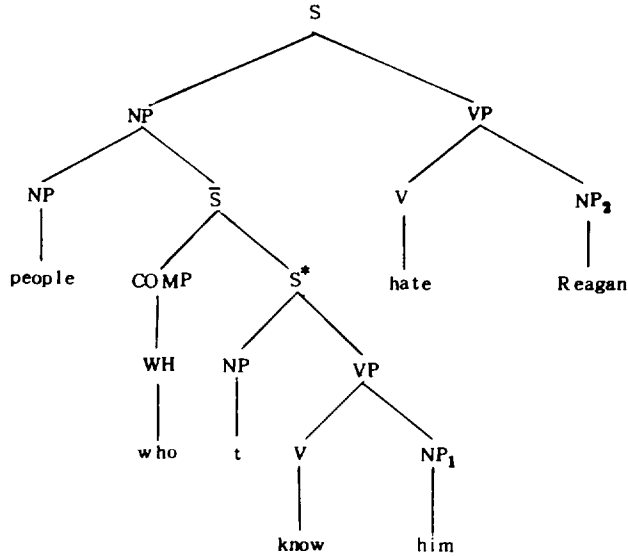 S
NP VP
NP S̅ V NP₂
people COMP S* hate Reagan
WH NP VP
who t V NP₁
know him